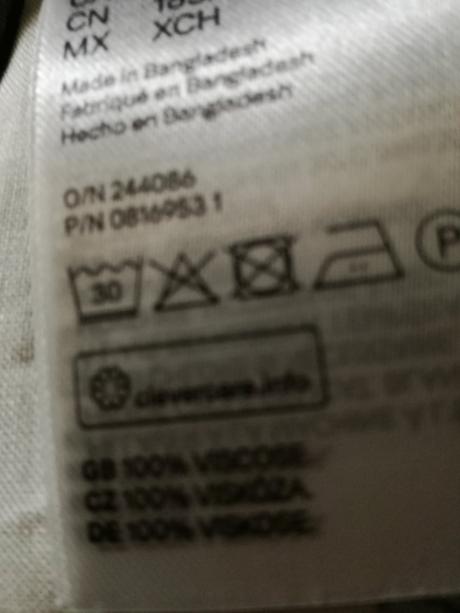 CN
MX XCH
Made in Bangladesh
Fabriqué en Bangladesh
Hecho en Bangladesh
O/N 244086
P/N 0816953 1
30 P
clevercare.info
GB 100% VISCOSE.
CZ 100% VISKÓZA.
DE 100% VISKOSE.